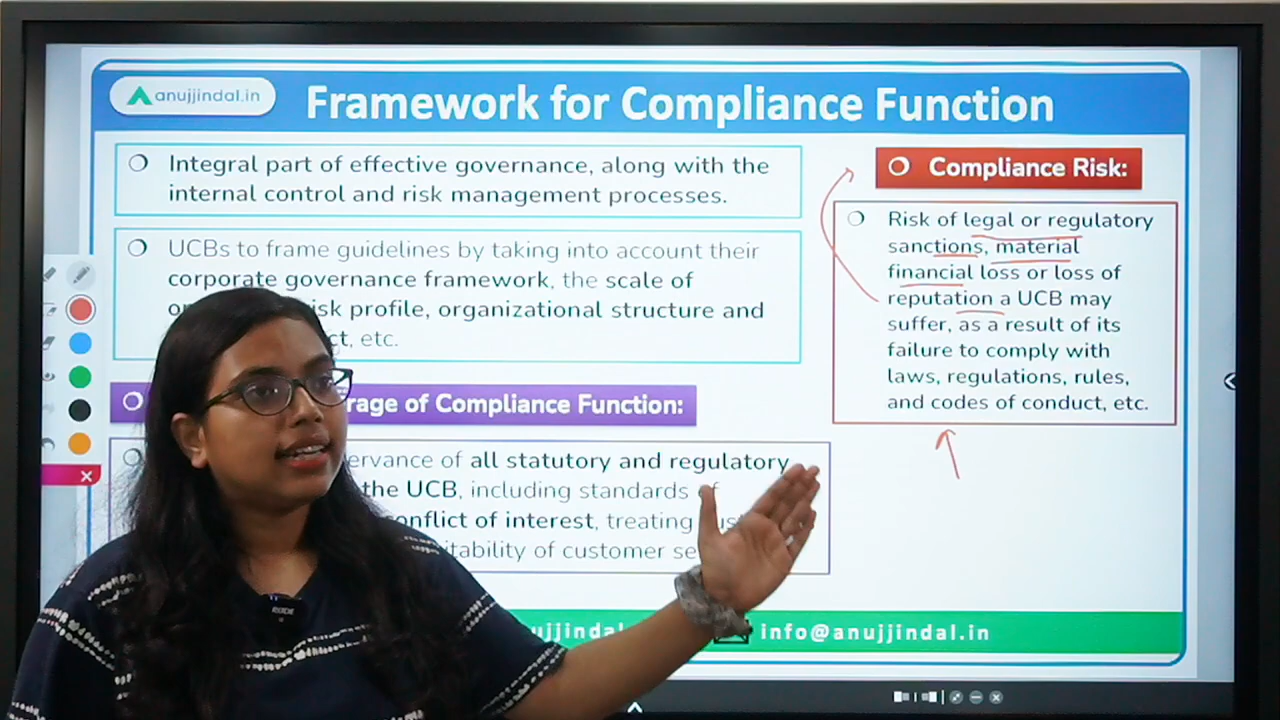 anujjindal.in
Framework for Compliance Function
Integral part of effective governance, along with the
internal control and risk management processes.
UCBs to frame guidelines by taking into account their
corporate governance framework, the scale of
risk profile, organizational structure and
etc.
Compliance Risk:
Risk of legal or regulatory
sanctions, material
financial loss or loss of
reputation a UCB may
suffer, as a result of its
failure to comply with
laws, regulations, rules,
and codes of conduct, etc.
of Compliance Function:
of all statutory and regulatory
the UCB, including standards of
conflict of interest, treating
of customer
info@anujjindal.in
RØDE